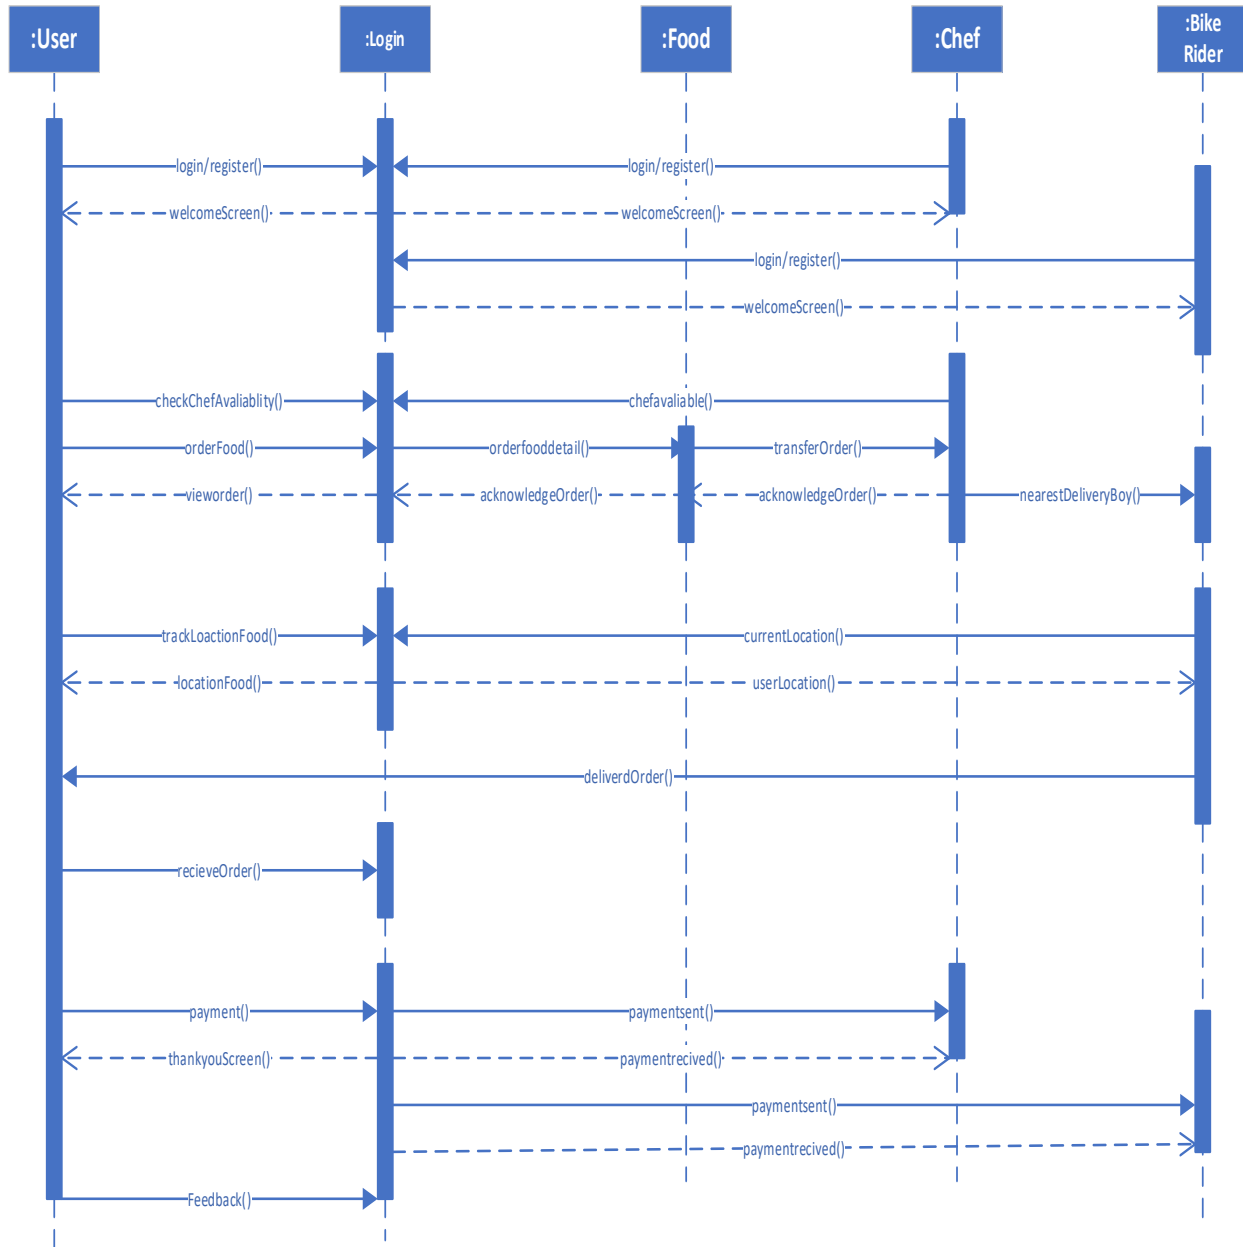 :User
:Login
:Food
:Chef
:Bike
Rider
login/register()
login/register()
welcomeScreen()
welcomeScreen()
login/register()
welcomeScreen()
checkChefAvaliablity()
chefavaliable()
orderFood()
orderfooddetail()
transferOrder()
vieworder()
acknowledgeOrder()
acknowledgeOrder()
nearestDeliveryBoy()
trackLoactionFood()
currentLocation()
locationFood()
userLocation()
deliverdOrder()
recieveOrder()
payment()
paymentsent()
thankyouScreen()
paymentrecived()
paymentsent()
paymentrecived()
Feedback()